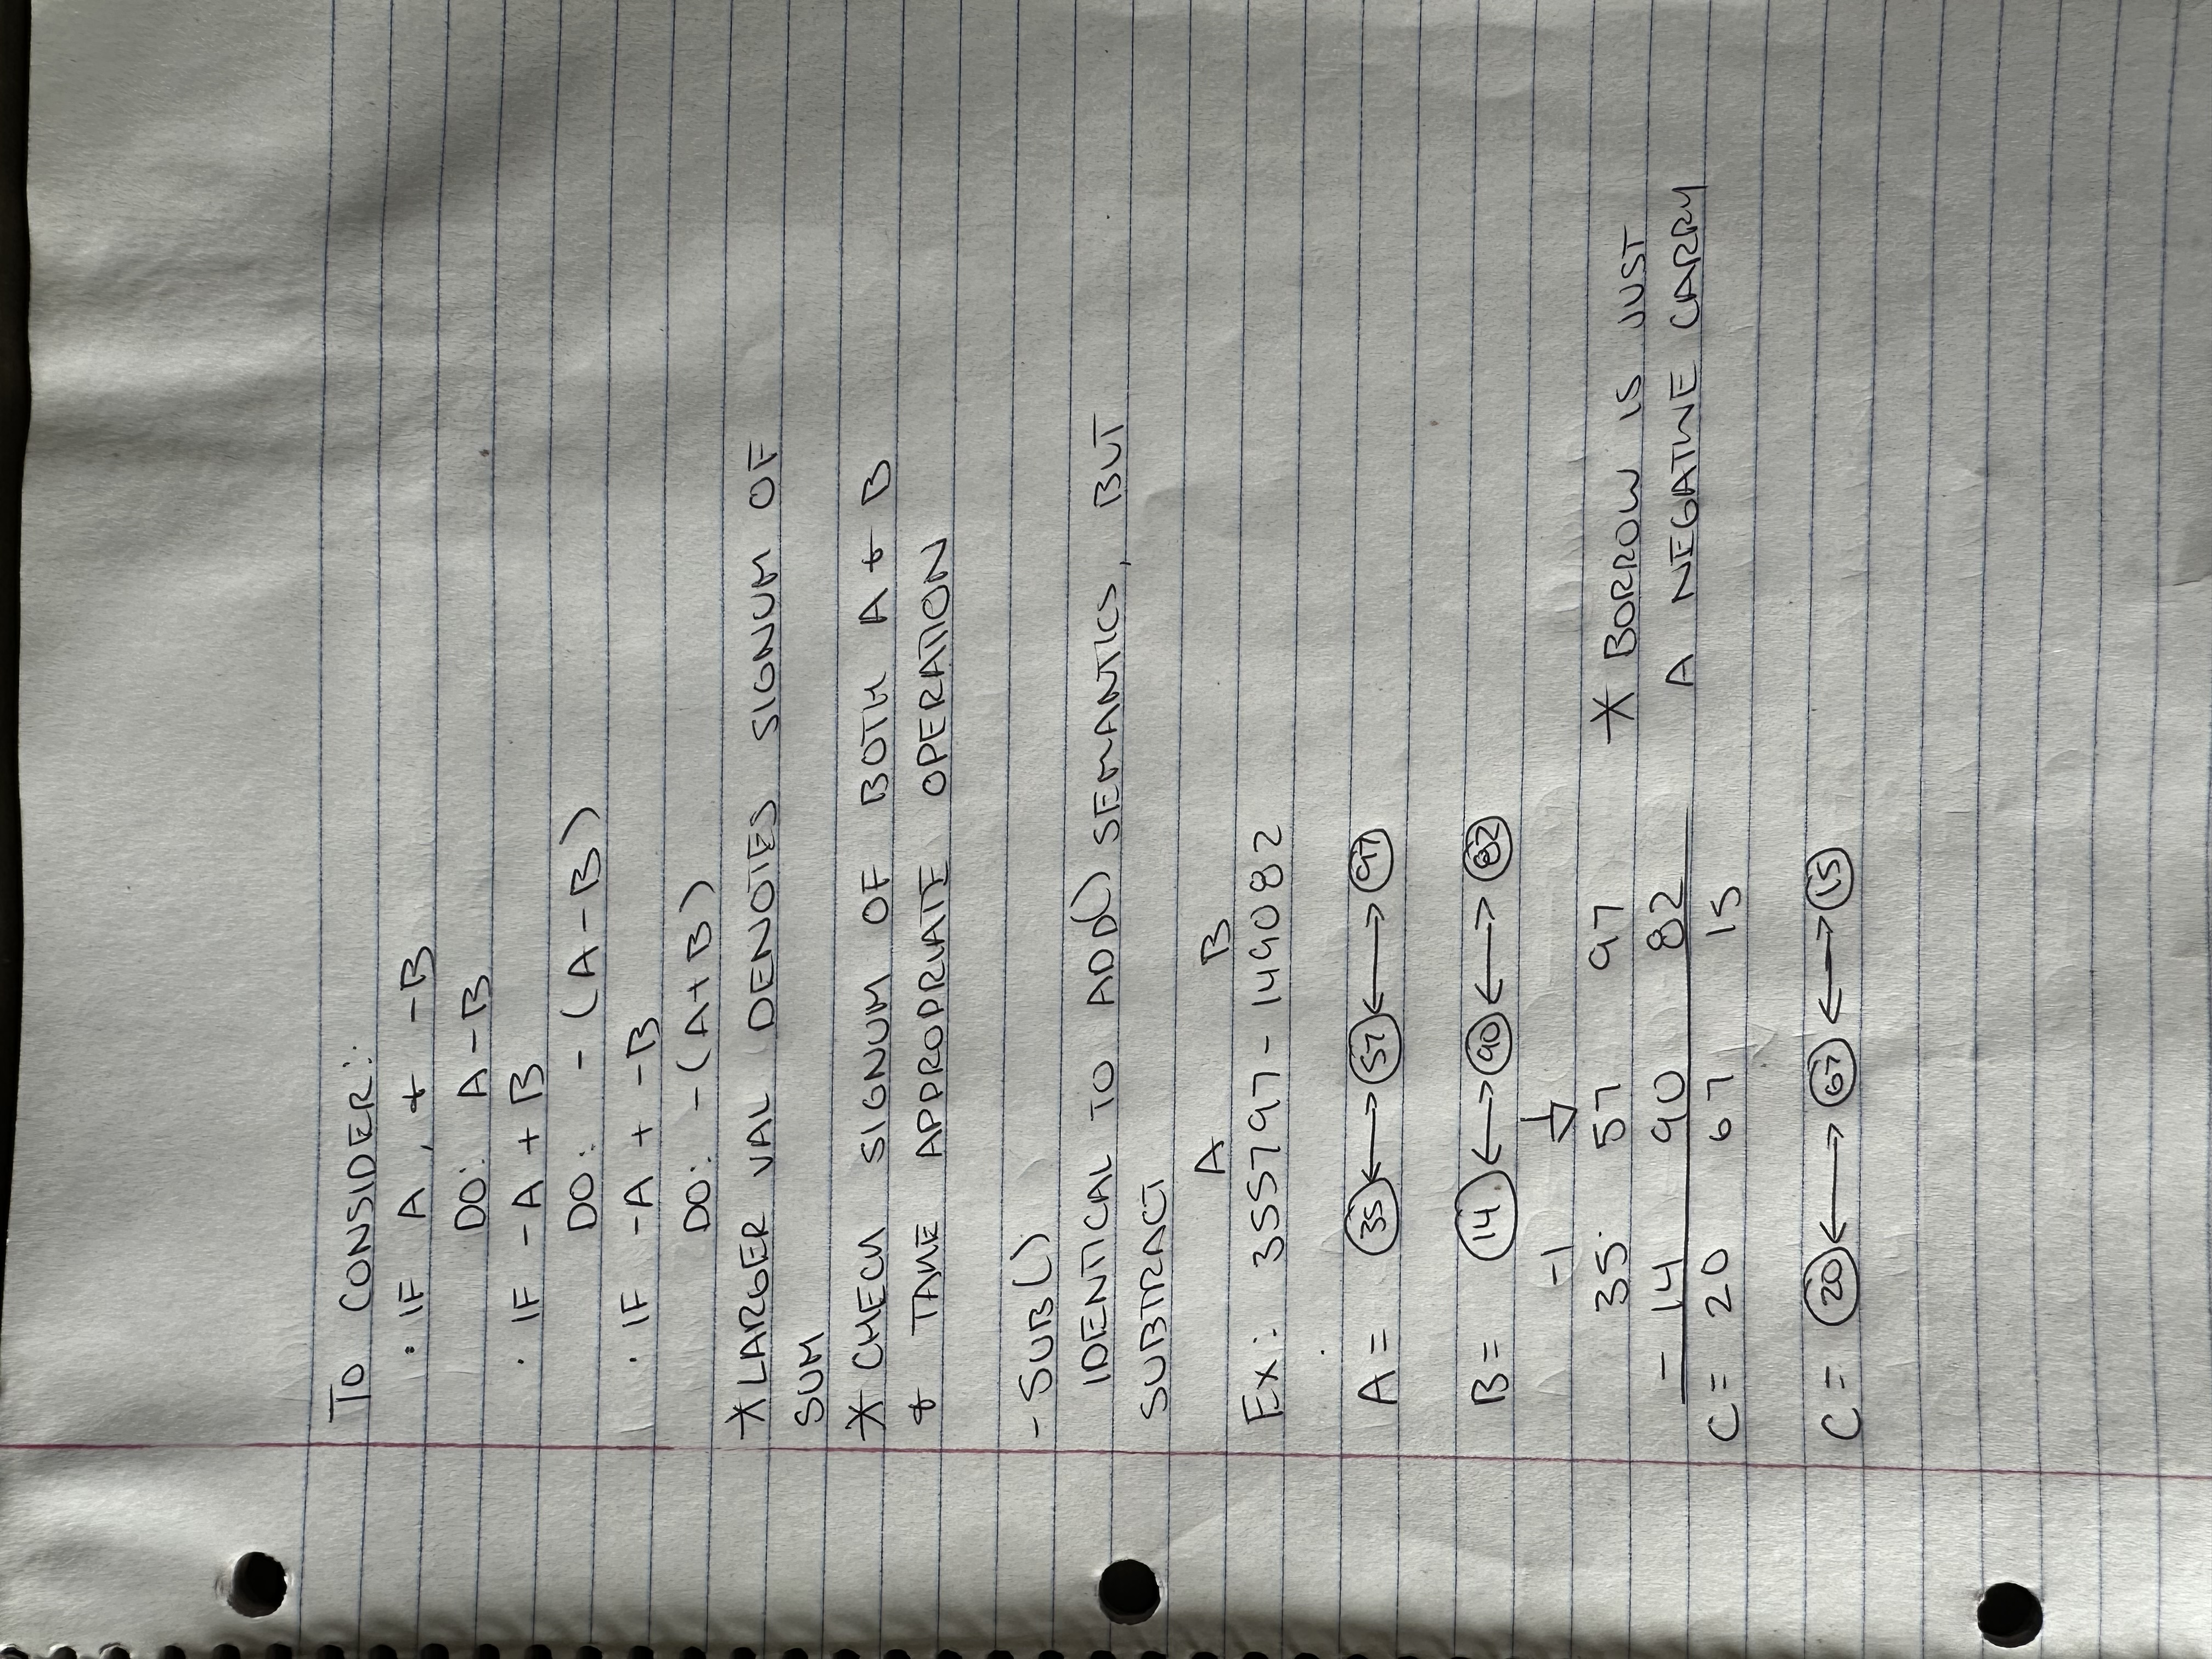 TO CONSIDER:
· IF A, & -B
DO: A-B
· IF -A + B
DO: -(A-B)
· IF -A + -B
DO: -(A+B)
* LARGER VAL DENOTES SIGNUM OF
SUM
* CHECK SIGNUM OF BOTH A & B
& TAKE APPROPRIATE OPERATION
- SUB()
IDENTICAL TO ADD() SEMANTICS, BUT
SUBTRACT
A B
Ex: 355797 - 149082
A = 35 ↔ 57 ↔ 97
B = 14 ↔ 90 ↔ 82
-1
35 57 97 * BORROW IS JUST
- 14 90 82 A NEGATIVE CARRY
C = 20 67 15
C = 20 ↔ 67 ↔ 15